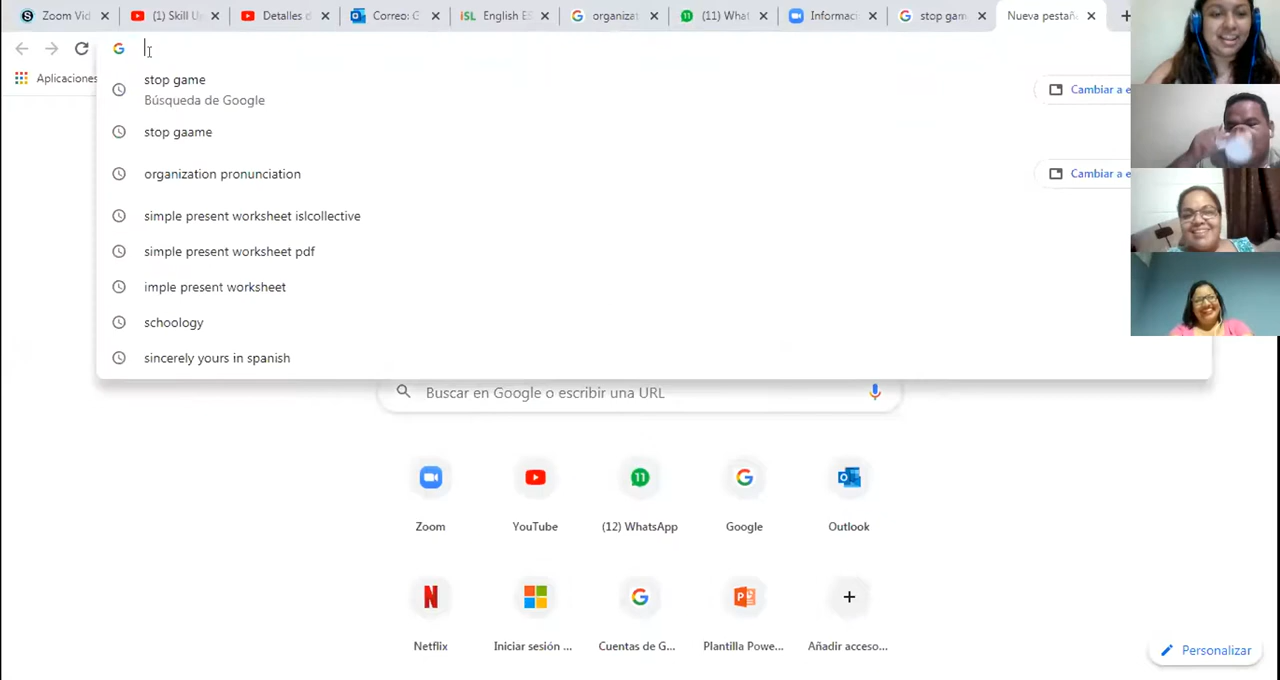 Zoom Vid
(1) Skill U
Detalles d
Correo: G
ISL English ES
organizat
(11) What
Informaci
stop gam
Nueva pestañ
Aplicaciones
stop game
Búsqueda de Google
Cambiar a e
stop gaame
organization pronunciation
Cambiar a e
simple present worksheet islcollective
simple present worksheet pdf
imple present worksheet
schoology
sincerely yours in spanish
Buscar en Google o escribir una URL
11
Zoom
YouTube
(12) WhatsApp
Google
Outlook
Netflix
Iniciar sesión ...
Cuentas de G...
Plantilla Powe...
Añadir acceso...
Personalizar